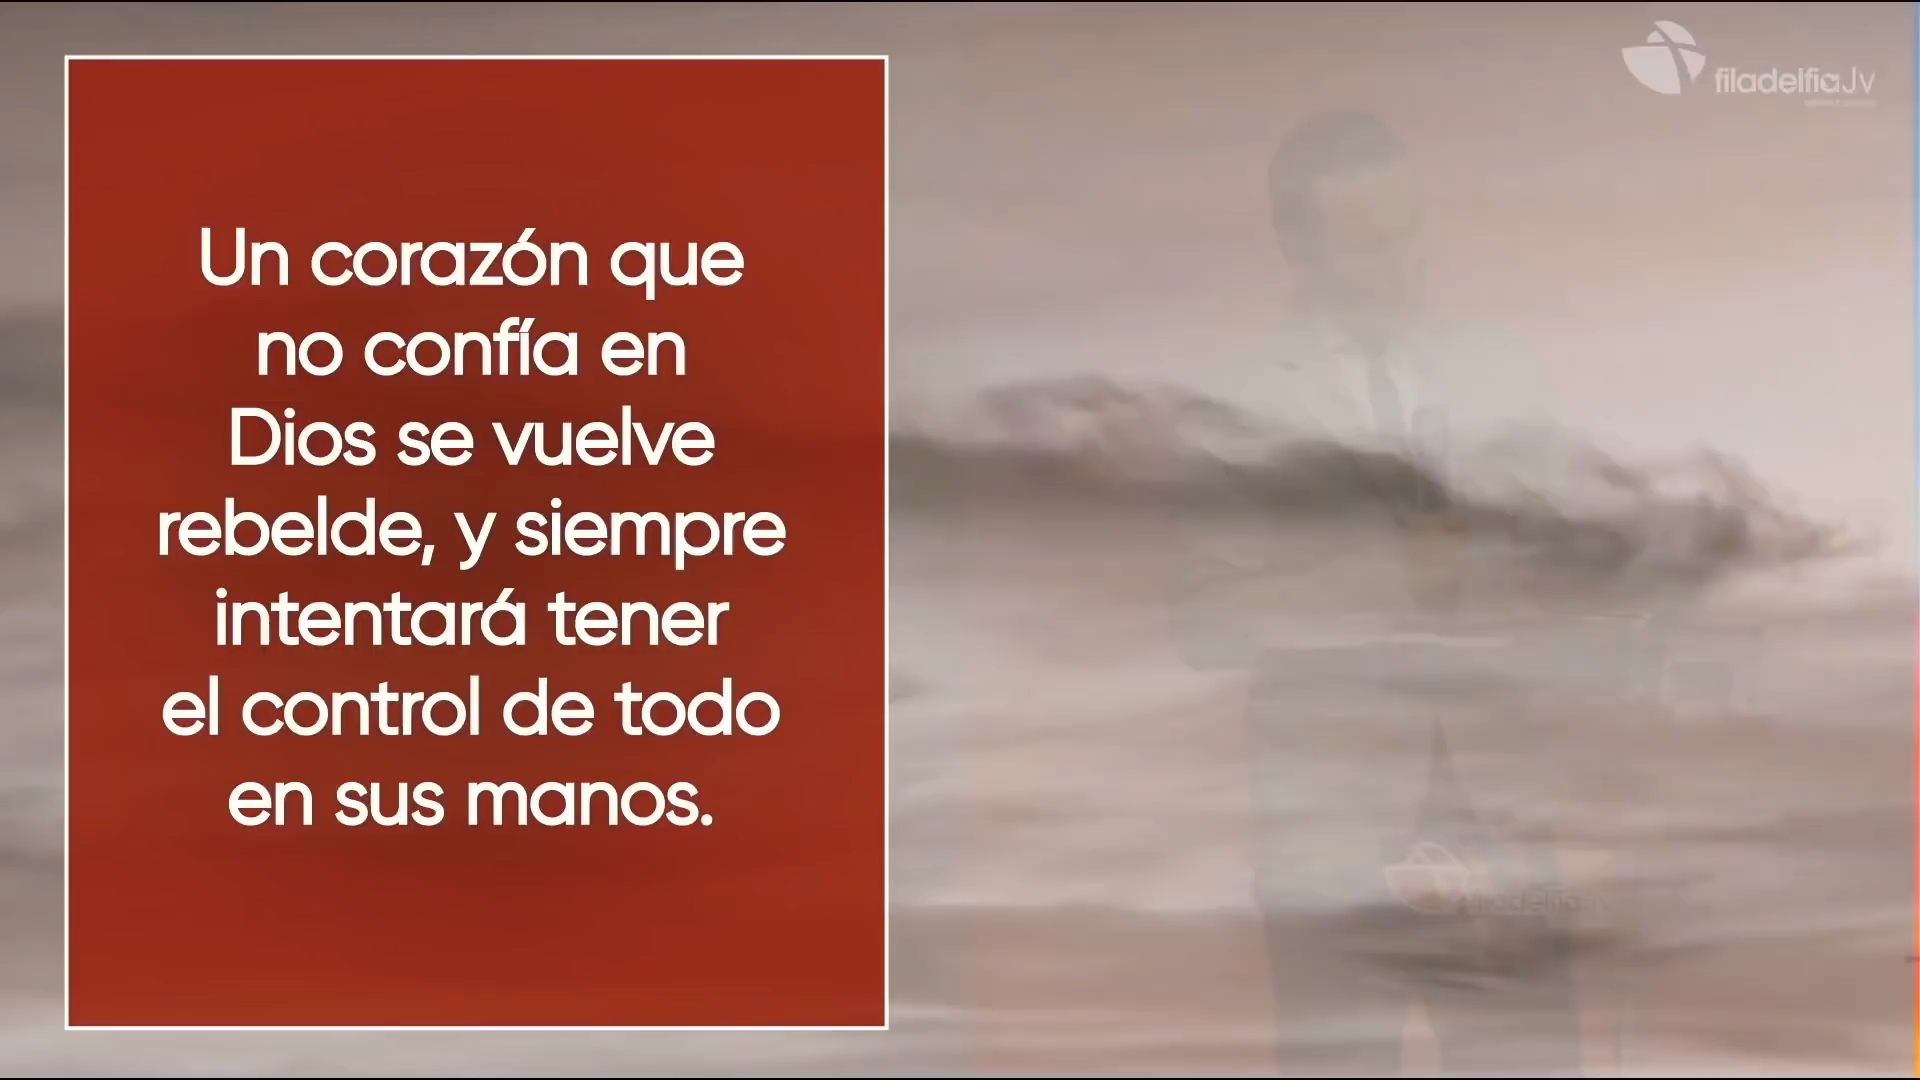 filadelfiaJv
Un corazón que
no confía en
Dios se vuelve
rebelde, y siempre
intentará tener
el control de todo
en sus manos.
filadelfia